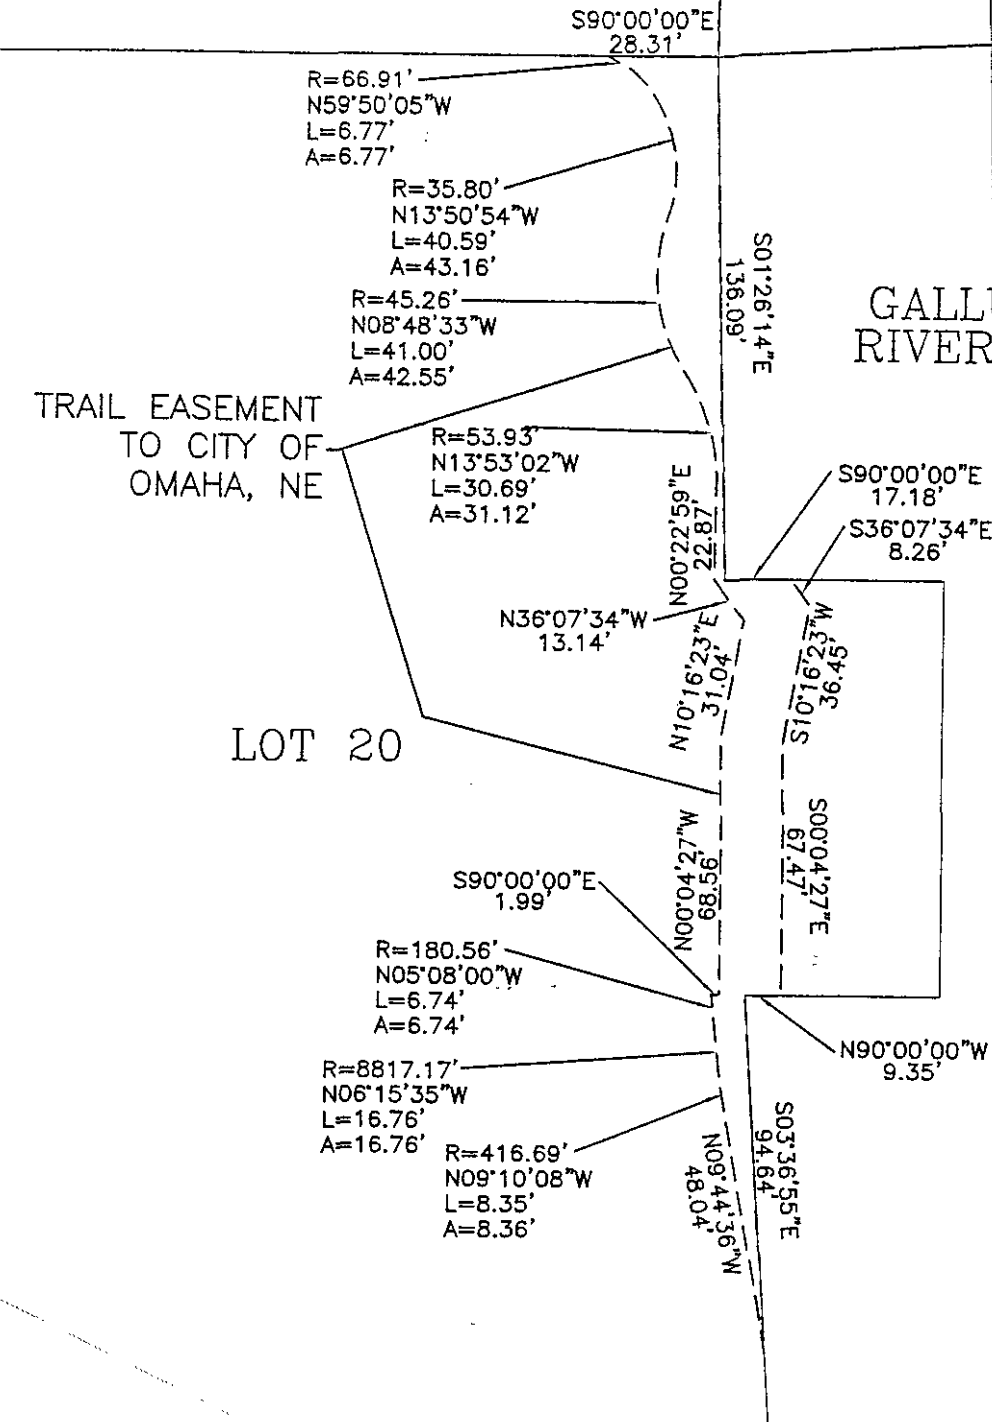 S90°00'00"E
28.31'
R=66.91'
N59°50'05"W
L=6.77'
A=6.77'
R=35.80'
N13°50'54"W
L=40.59'
A=43.16'
S01°26'14"E
136.09'
R=45.26'
N08°48'33"W
L=41.00'
A=42.55'
GALLU
RIVER
TRAIL EASEMENT
TO CITY OF
OMAHA, NE
R=53.93'
N13°53'02"W
L=30.69'
A=31.12'
N00°22'59"E
22.87'
S90°00'00"E
17.18'
S36°07'34"E
8.26'
N36°07'34"W
13.14'
N10°16'23"E
31.04'
S10°16'23"W
36.45'
LOT 20
N00°04'27"W
68.56'
S00°04'27"E
67.47'
S90°00'00"E
1.99'
R=180.56'
N05°08'00"W
L=6.74'
A=6.74'
N90°00'00"W
9.35'
R=8817.17'
N06°15'35"W
L=16.76'
A=16.76'
R=416.69'
N09°10'08"W
L=8.35'
A=8.36'
N09°44'36"W
48.04'
S03°36'55"E
94.64'